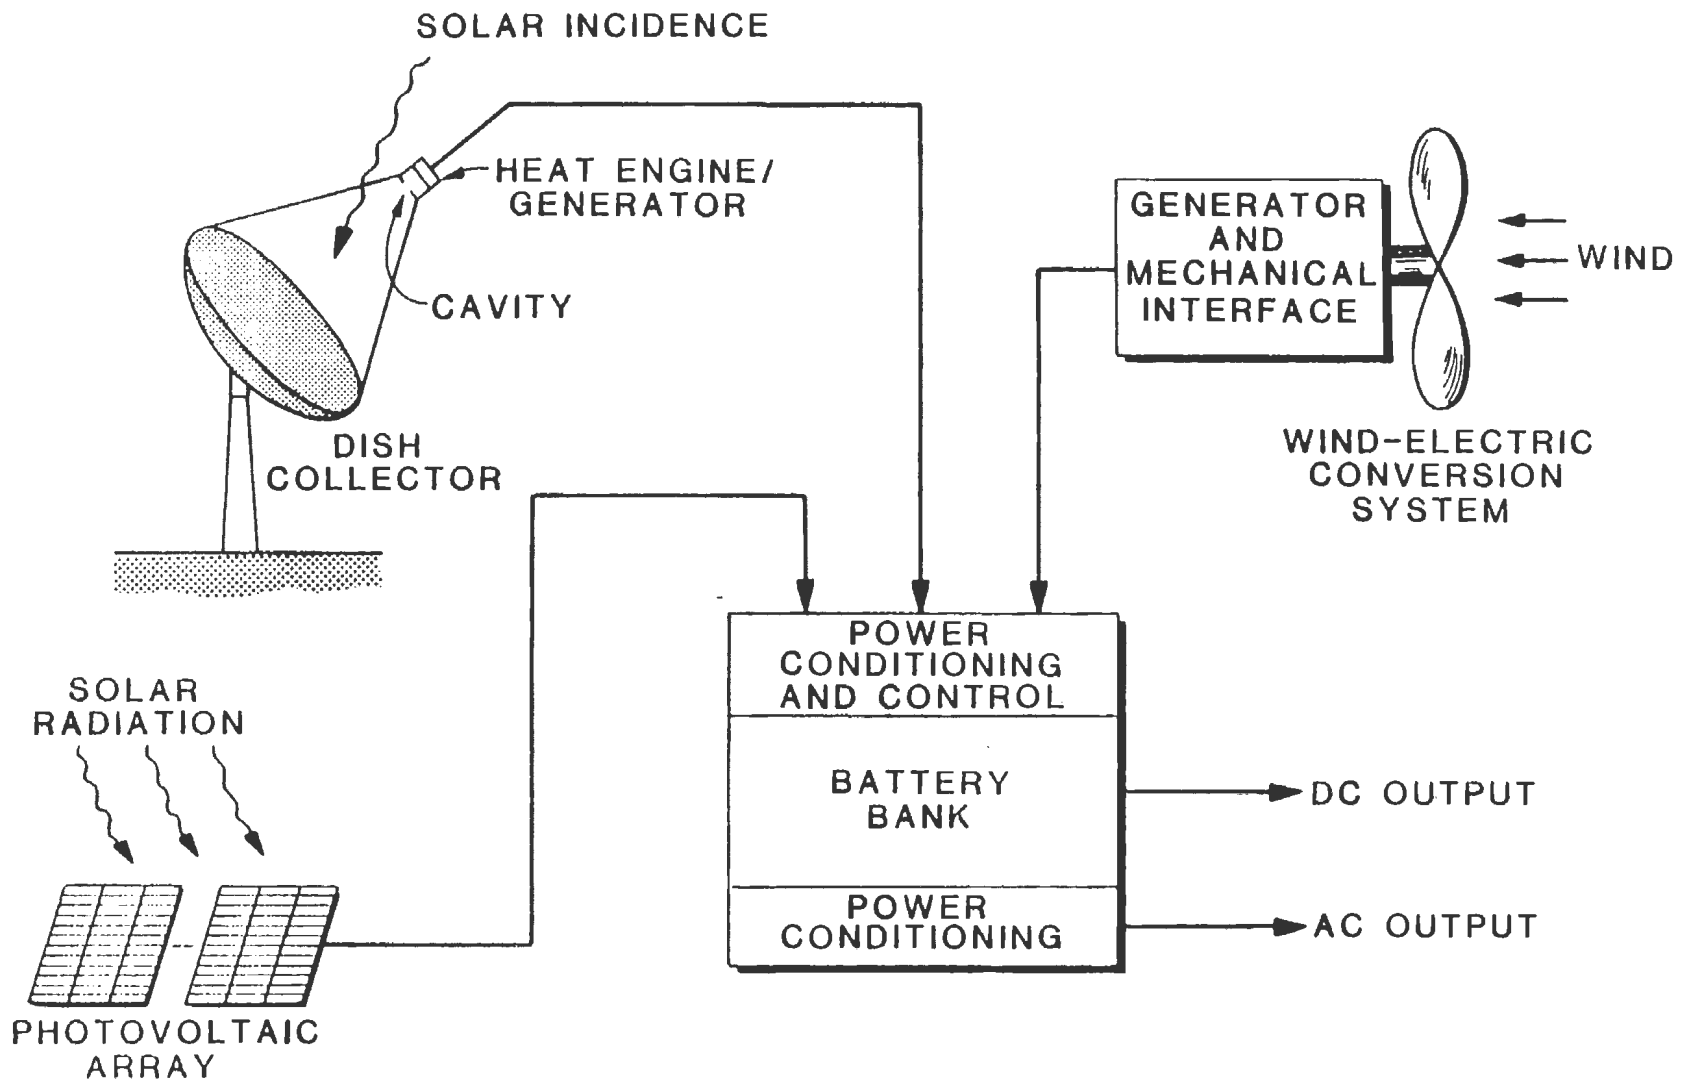 SOLAR INCIDENCE
HEAT ENGINE/
GENERATOR
CAVITY
DISH
COLLECTOR
GENERATOR
AND
MECHANICAL
INTERFACE
WIND
WIND-ELECTRIC
CONVERSION
SYSTEM
POWER
CONDITIONING
AND CONTROL
BATTERY
BANK
POWER
CONDITIONING
DC OUTPUT
AC OUTPUT
SOLAR
RADIATION
PHOTOVOLTAIC
ARRAY